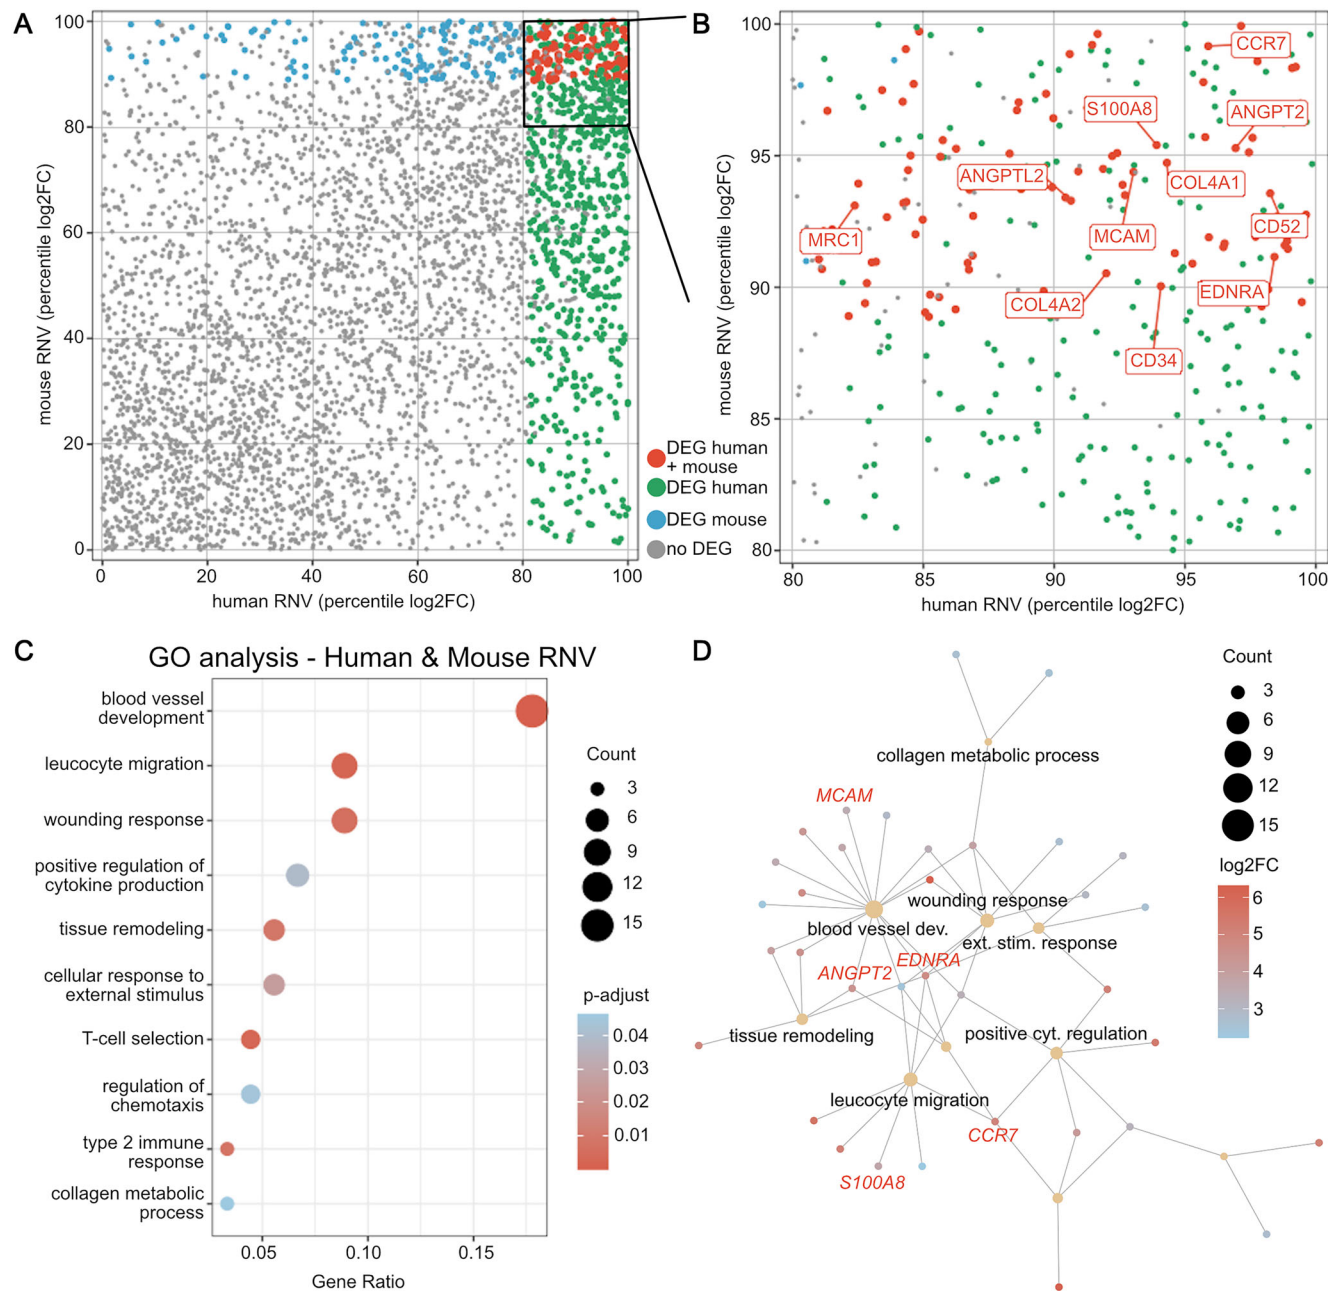 A
100
80
60
40
20
0
mouse RNV (percentile log2FC)
0
20
40
60
80
100
human RNV (percentile log2FC)
DEG human
+ mouse
DEG human
DEG mouse
no DEG
B
100
95
90
85
80
mouse RNV (percentile log2FC)
80
85
90
95
100
human RNV (percentile log2FC)
CCR7
S100A8
ANGPT2
ANGPTL2
COL4A1
MRC1
MCAM
CD52
COL4A2
EDNRA
CD34
C
GO analysis - Human & Mouse RNV
blood vessel
development
leucocyte migration
wounding response
positive regulation of
cytokine production
tissue remodeling
cellular response to
external stimulus
T-cell selection
regulation of
chemotaxis
type 2 immune
response
collagen metabolic
process
0.05
0.10
0.15
Gene Ratio
Count
3
6
9
12
15
p-adjust
0.04
0.03
0.02
0.01
D
collagen metabolic process
MCAM
wounding response
blood vessel dev.
ext. stim. response
EDNRA
ANGPT2
tissue remodeling
positive cyt. regulation
leucocyte migration
CCR7
S100A8
Count
3
6
9
12
15
log2FC
6
5
4
3